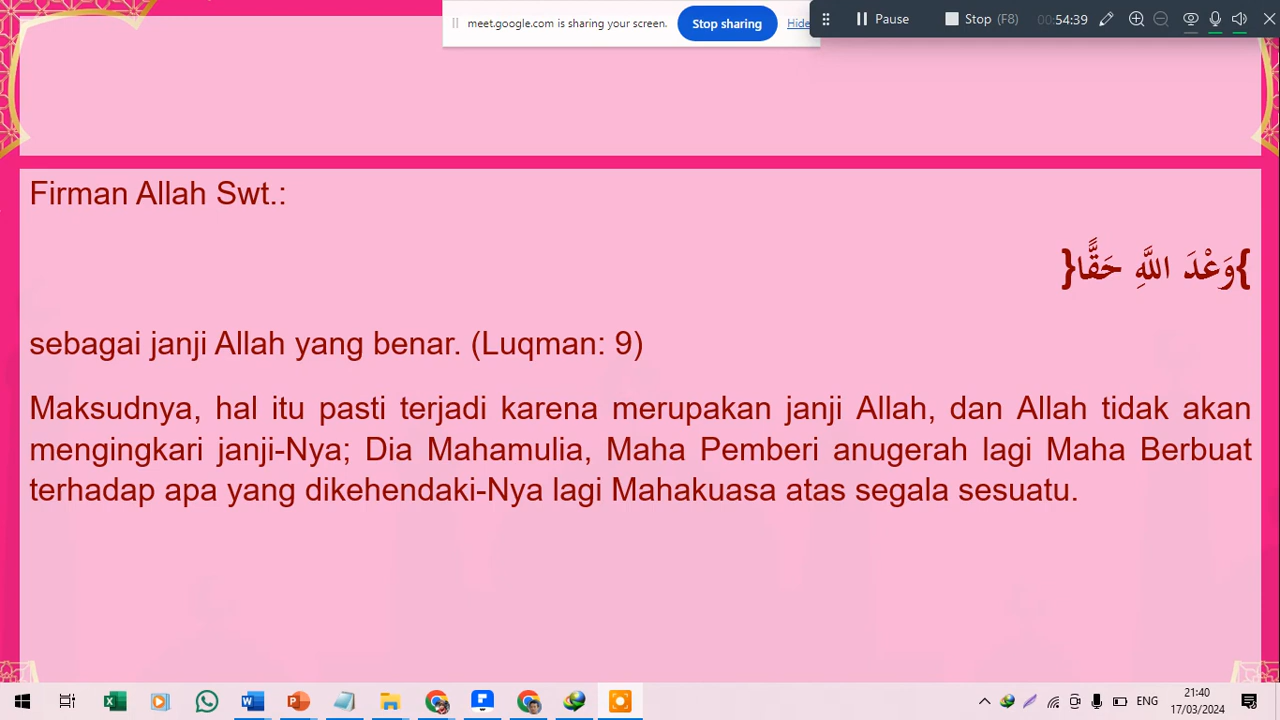 meet.google.com is sharing your screen.
Stop sharing
Hide
Pause
Stop (F8)
00:54:39
Firman Allah Swt.:
}وَعْدَ اللَّهِ حَقًّا{
sebagai janji Allah yang benar. (Luqman: 9)
Maksudnya, hal itu pasti terjadi karena merupakan janji Allah, dan Allah tidak akan
mengingkari janji-Nya; Dia Mahamulia, Maha Pemberi anugerah lagi Maha Berbuat
terhadap apa yang dikehendaki-Nya lagi Mahakuasa atas segala sesuatu.
ENG
21:40
17/03/2024